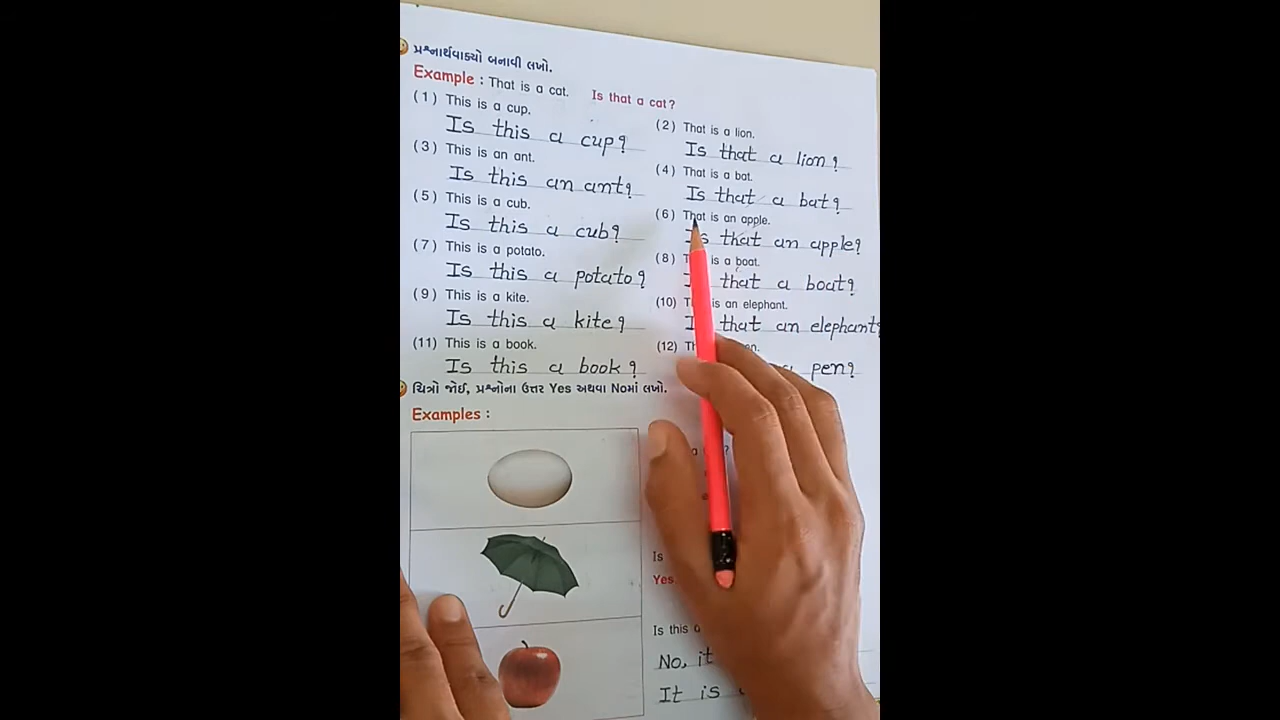 પ્રશ્નાર્થવાક્યો બનાવી લખો.
Example : That is a cat. Is that a cat?
(1) This is a cup.
Is this a cup?
(2) That is a lion.
Is that a lion?
(3) This is an ant.
Is this an ant?
(4) That is a bat.
Is that a bat?
(5) This is a cub.
Is this a cub?
(6) That is an apple.
Is that an apple?
(7) This is a potato.
Is this a potato?
(8) is a boat.
that a boat?
(9) This is a kite.
Is this a kite?
(10) is an elephant.
that an elephant?
(11) This is a book.
Is this a book?
(12)
a pen?
ચિત્રો જોઈ, પ્રશ્નોના ઉત્તર Yes અથવા Noમાં લખો.
Examples :
Is
Yes
Is this
No, it
It is